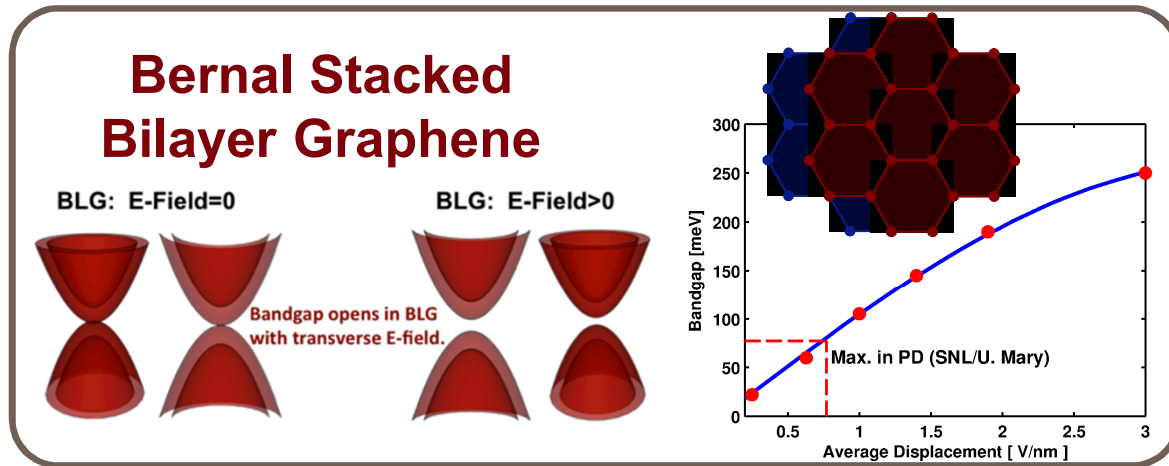 Bernal Stacked
Bilayer Graphene
BLG: E-Field=0
BLG: E-Field>0
Bandgap opens in BLG
with transverse E-field.
300
250
200
150
100
50
0
Bandgap [meV]
Max. in PD (SNL/U. Mary)
0.5
1
1.5
2
2.5
3
Average Displacement [ V/nm ]